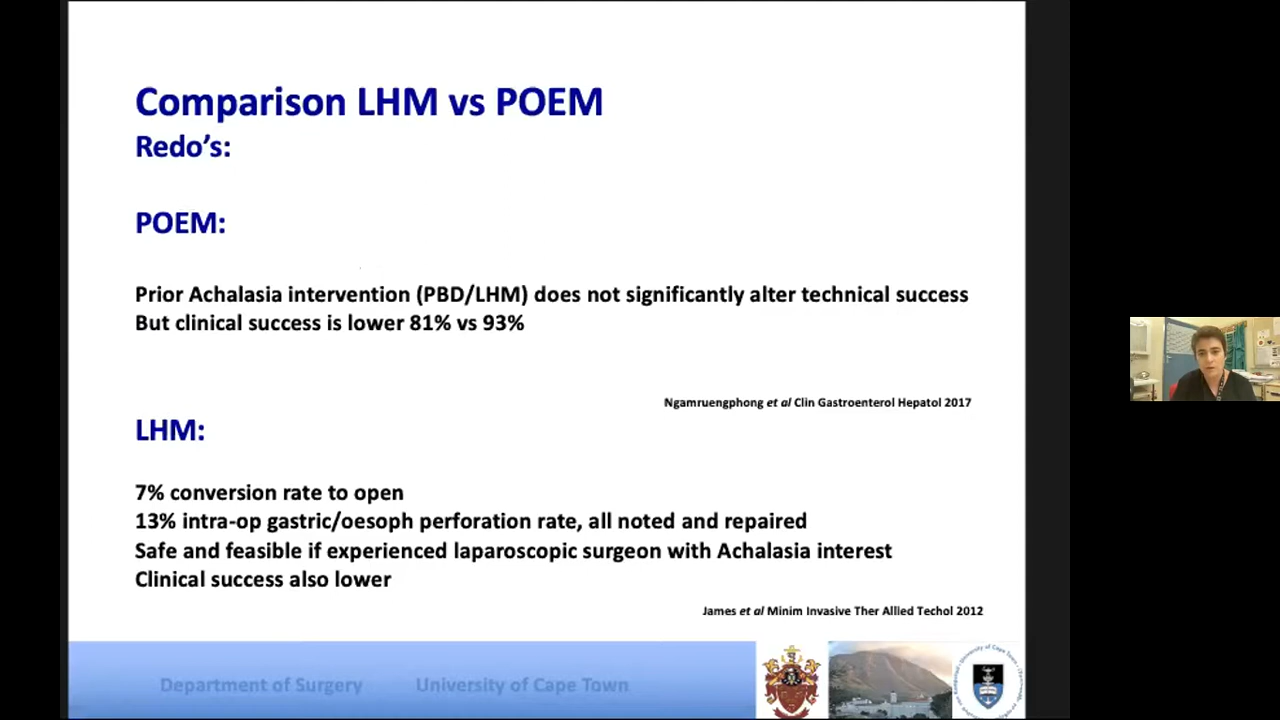 Comparison LHM vs POEM
Redo's:
POEM:
Prior Achalasia intervention (PBD/LHM) does not significantly alter technical success
But clinical success is lower 81% vs 93%
Ngamruengphong et al Clin Gastroenterol Hepatol 2017
LHM:
7% conversion rate to open
13% intra-op gastric/oesoph perforation rate, all noted and repaired
Safe and feasible if experienced laparoscopic surgeon with Achalasia interest
Clinical success also lower
James et al Minim Invasive Ther Allied Techol 2012
Department of Surgery University of Cape Town